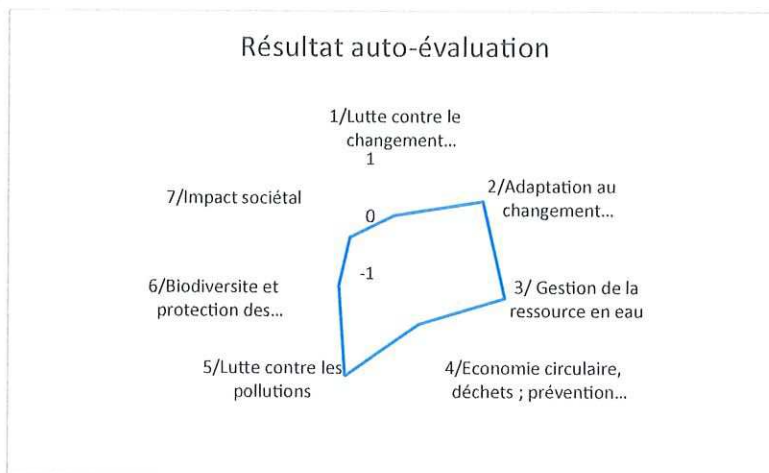 Résultat auto-évaluation
1/Lutte contre le
changement...
1
2/Adaptation au
changement...
7/Impact sociétal
0
-1
3/ Gestion de la
ressource en eau
6/Biodiversite et
protection des...
5/Lutte contre les
pollutions
4/Economie circulaire,
déchets ; prévention...